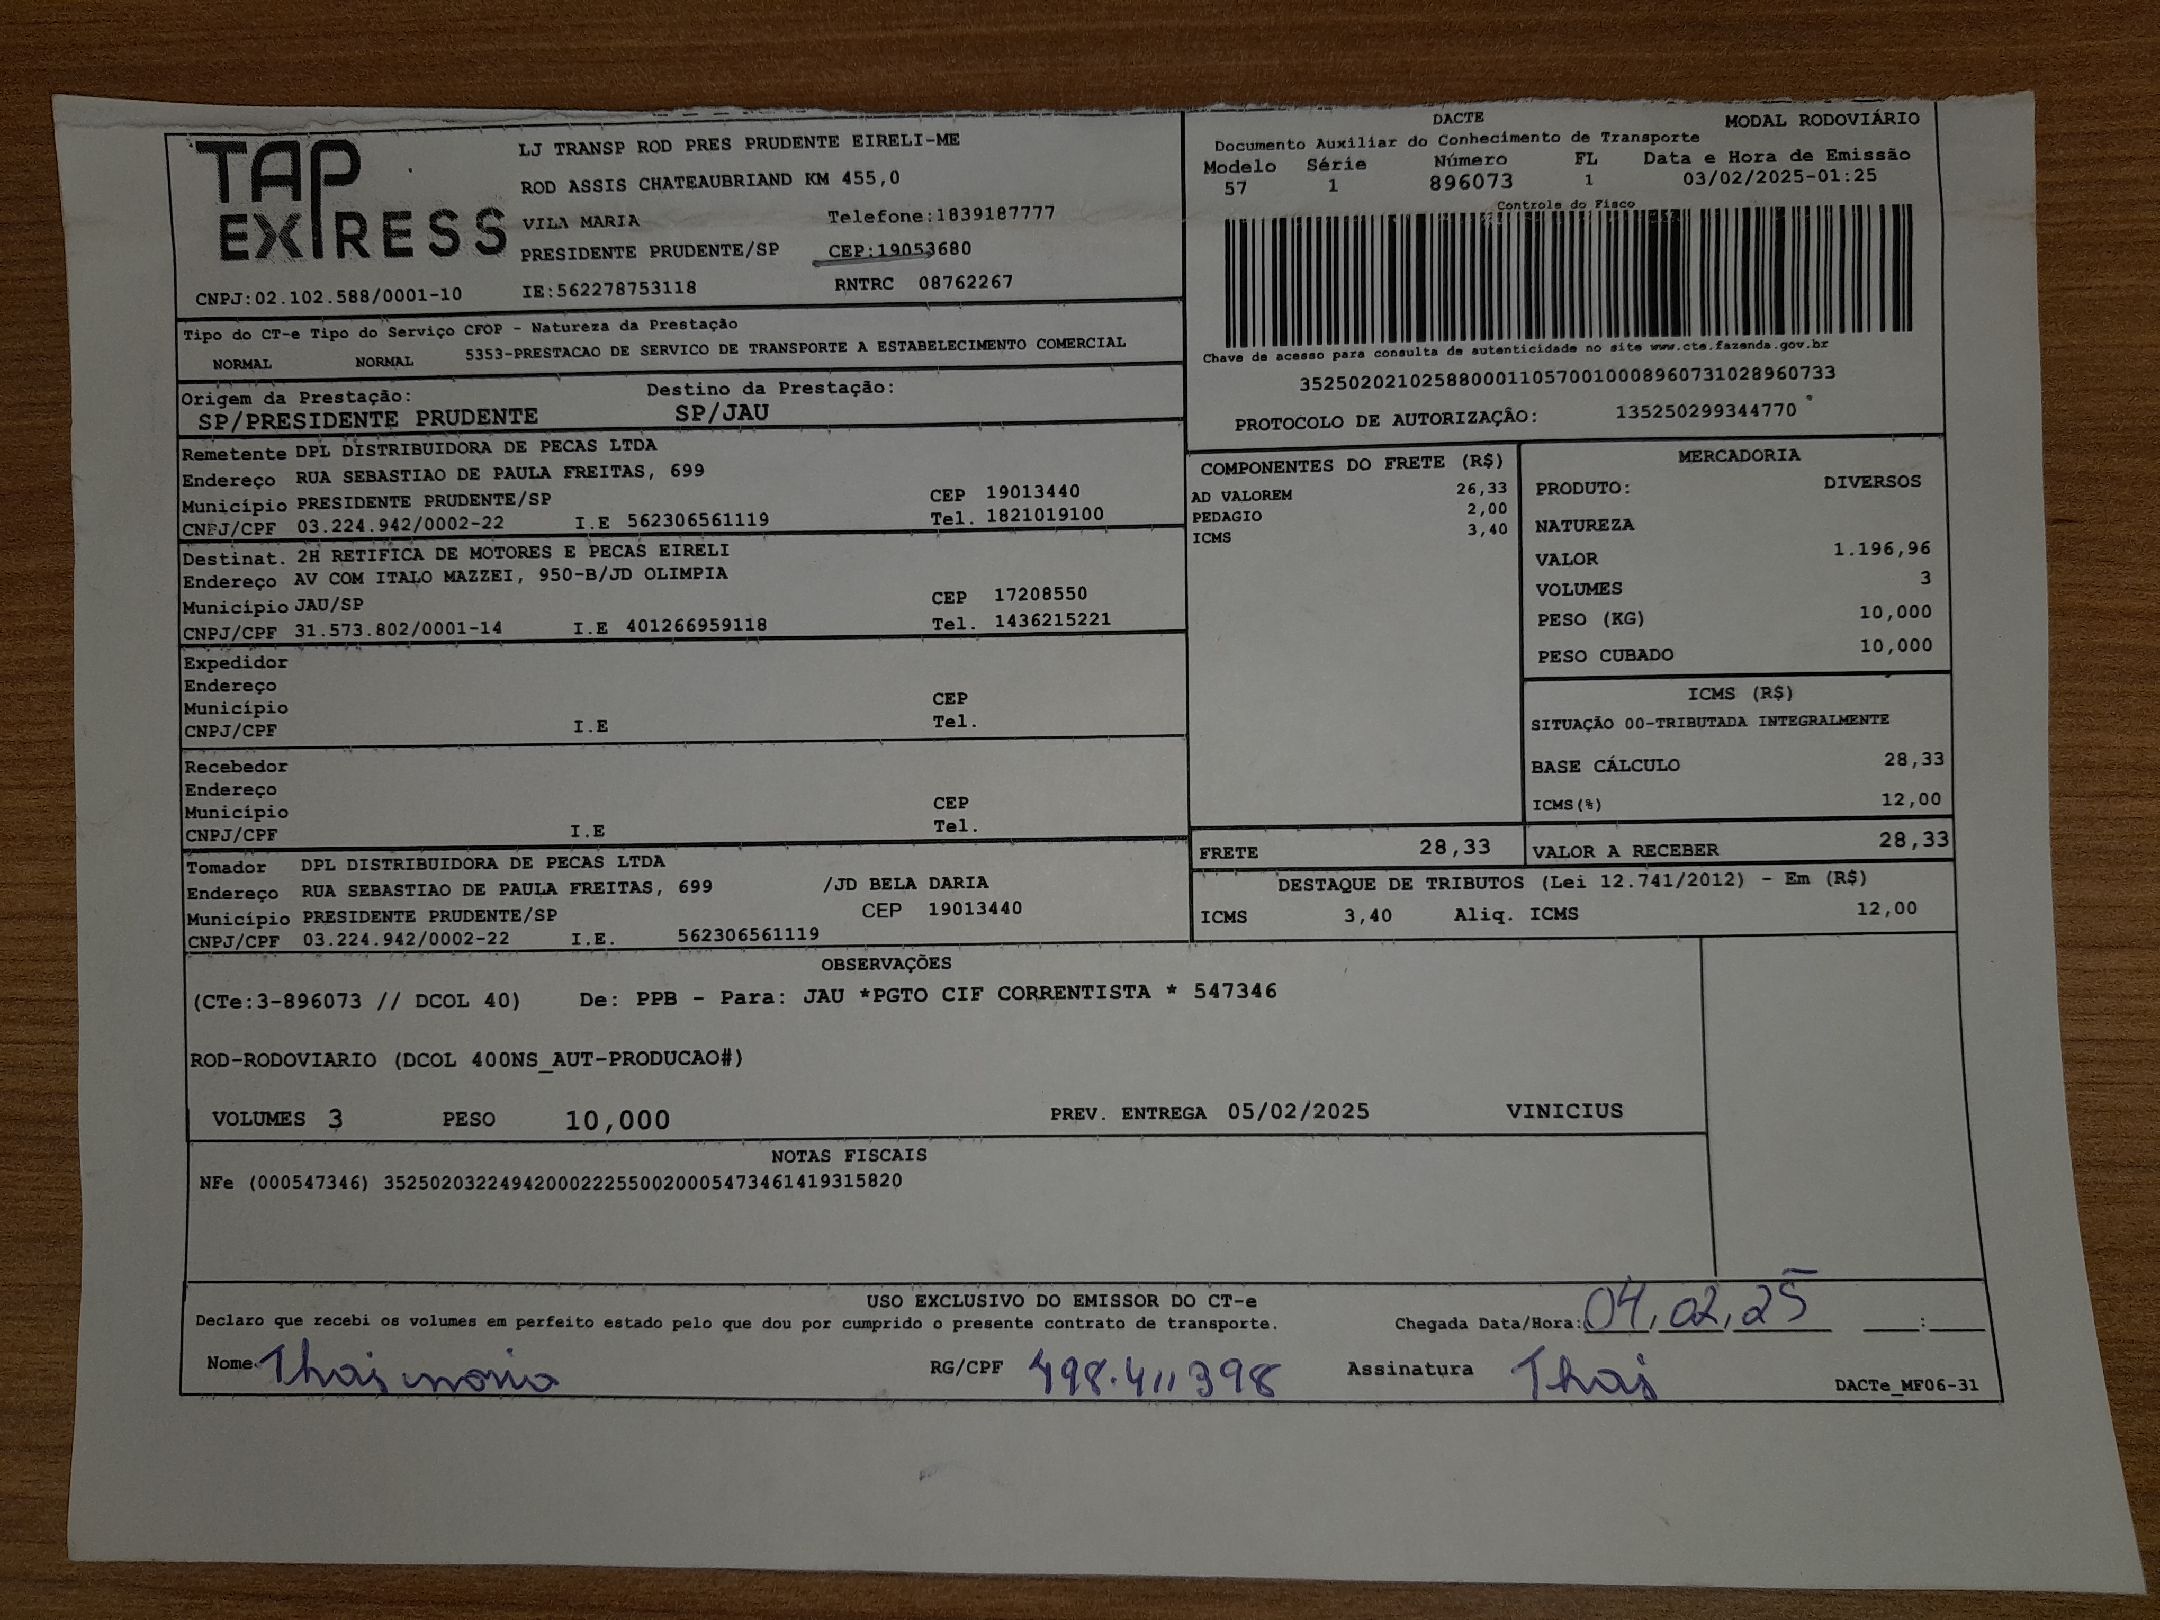 TAP EXPRESS
LJ TRANSP ROD PRES PRUDENTE EIRELI-ME
ROD ASSIS CHATEAUBRIAND KM 455,0
VILA MARIA Telefone:1839187777
PRESIDENTE PRUDENTE/SP CEP:19053680
CNPJ:02.102.588/0001-10 IE:562278753118 RNTRC 08762267
DACTE MODAL RODOVIÁRIO
Documento Auxiliar do Conhecimento de Transporte
Modelo Série Número FL Data e Hora de Emissão
57 1 896073 1 03/02/2025-01:25
Controle do Fisco
Chave de acesso para consulta de autenticidade no site www.cte.fazenda.gov.br
35250202102588000110570010008960731028960733
PROTOCOLO DE AUTORIZAÇÃO: 135250299344770
Tipo do CT-e Tipo do Serviço CFOP - Natureza da Prestação
NORMAL NORMAL 5353-PRESTACAO DE SERVICO DE TRANSPORTE A ESTABELECIMENTO COMERCIAL
Origem da Prestação: Destino da Prestação:
SP/PRESIDENTE PRUDENTE SP/JAU
Remetente DPL DISTRIBUIDORA DE PECAS LTDA
Endereço RUA SEBASTIAO DE PAULA FREITAS, 699
Município PRESIDENTE PRUDENTE/SP CEP 19013440
CNPJ/CPF 03.224.942/0002-22 I.E 562306561119 Tel. 1821019100
Destinat. 2H RETIFICA DE MOTORES E PECAS EIRELI
Endereço AV COM ITALO MAZZEI, 950-B/JD OLIMPIA
Município JAU/SP CEP 17208550
CNPJ/CPF 31.573.802/0001-14 I.E 401266959118 Tel. 1436215221
Expedidor
Endereço
Município CEP
CNPJ/CPF I.E Tel.
Recebedor
Endereço
Município CEP
CNPJ/CPF I.E Tel.
Tomador DPL DISTRIBUIDORA DE PECAS LTDA
Endereço RUA SEBASTIAO DE PAULA FREITAS, 699 /JD BELA DARIA
Município PRESIDENTE PRUDENTE/SP CEP 19013440
CNPJ/CPF 03.224.942/0002-22 I.E. 562306561119
COMPONENTES DO FRETE (R$)
AD VALOREM 26,33
PEDAGIO 2,00
ICMS 3,40
MERCADORIA
PRODUTO: DIVERSOS
NATUREZA
VALOR 1.196,96
VOLUMES 3
PESO (KG) 10,000
PESO CUBADO 10,000
ICMS (R$)
SITUAÇÃO 00-TRIBUTADA INTEGRALMENTE
BASE CÁLCULO 28,33
ICMS(%) 12,00
FRETE 28,33 VALOR A RECEBER 28,33
DESTAQUE DE TRIBUTOS (Lei 12.741/2012) - Em (R$)
ICMS 3,40 Aliq. ICMS 12,00
OBSERVAÇÕES
(CTe:3-896073 // DCOL 40) De: PPB - Para: JAU *PGTO CIF CORRENTISTA * 547346
ROD-RODOVIARIO (DCOL 400NS_AUT-PRODUCAO#)
VOLUMES 3 PESO 10,000 PREV. ENTREGA 05/02/2025 VINICIUS
NOTAS FISCAIS
NFe (000547346) 35250203224942000222550020005473461419315820
USO EXCLUSIVO DO EMISSOR DO CT-e
Declaro que recebi os volumes em perfeito estado pelo que dou por cumprido o presente contrato de transporte. Chegada Data/Hora: 04,02,25 __:__
Nome Thais maria RG/CPF 498.411398 Assinatura Thais
DACTe_MF06-31